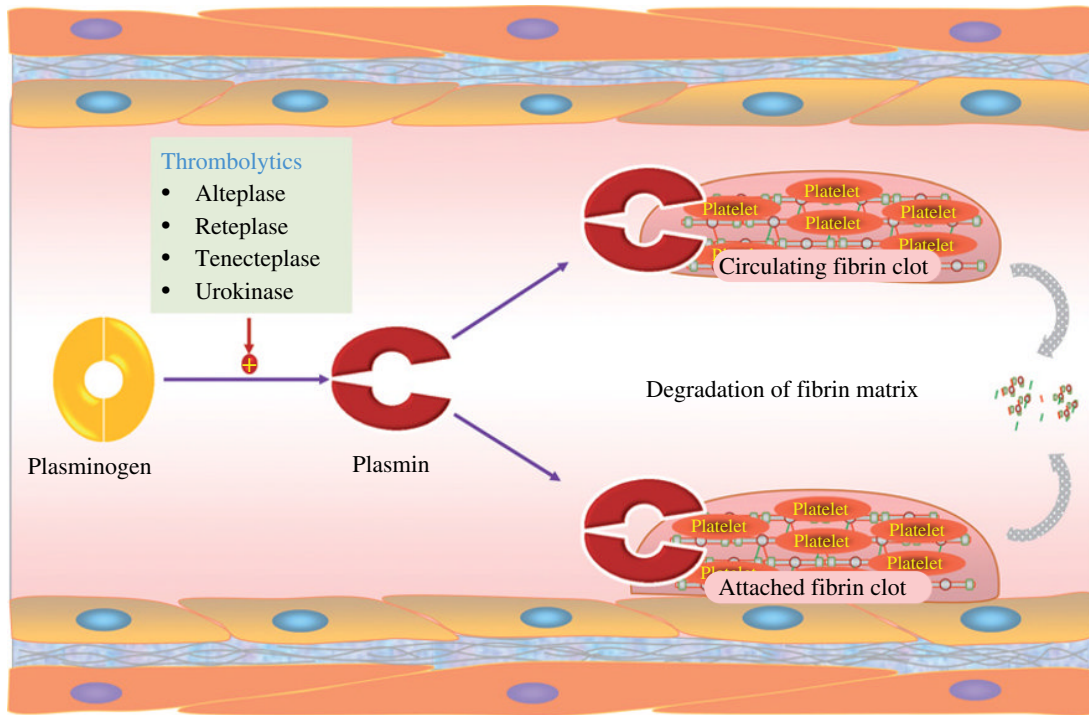 Thrombolytics
• Alteplase
• Reteplase
• Tenecteplase
• Urokinase
+
Plasminogen
Plasmin
Platelet
Platelet
Platelet
Platelet
Platelet
Circulating fibrin clot
Degradation of fibrin matrix
Platelet
Platelet
Platelet
Platelet
Platelet
Attached fibrin clot